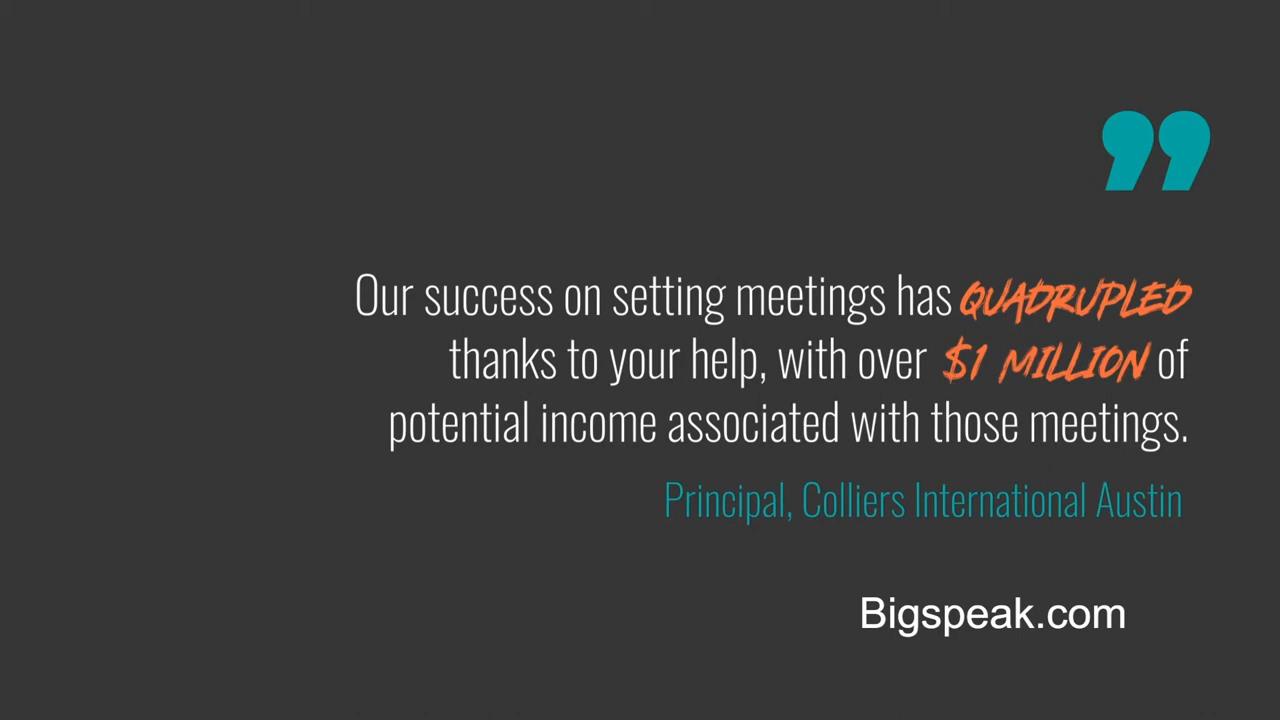 ”
Our success on setting meetings has QUADRUPLED
thanks to your help, with over $1 MILLION of
potential income associated with those meetings.
Principal, Colliers International Austin
Bigspeak.com